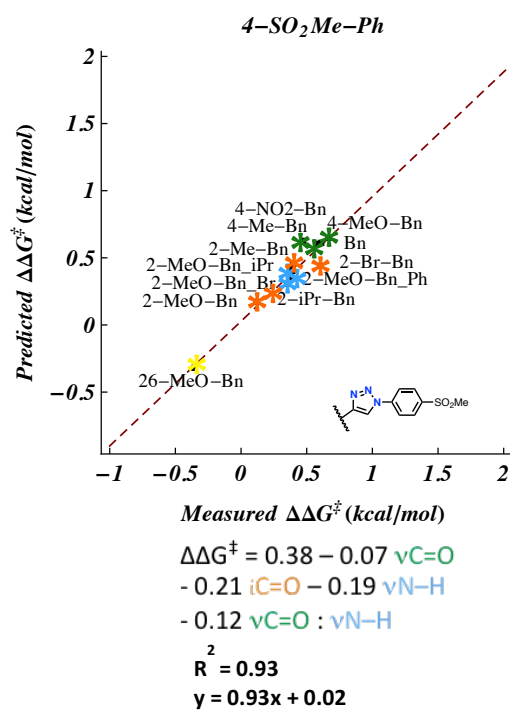 4-SO2Me-Ph
Predicted ΔΔG‡ (kcal/mol)
2
1.5
1
0.5
0
-0.5
4-NO2-Bn
4-Me-Bn
4-MeO-Bn
2-Me-Bn
Bn
2-MeO-Bn_iPr
2-Br-Bn
2-MeO-Bn_Br
2-MeO-Bn_Ph
2-MeO-Bn
2-iPr-Bn
26-MeO-Bn
N N
N
SO2Me
-1 -0.5 0 0.5 1 1.5 2
Measured ΔΔG‡ (kcal/mol)
ΔΔG‡ = 0.38 – 0.07 νC=O
- 0.21 iC=O – 0.19 νN–H
- 0.12 νC=O : νN–H
R2 = 0.93
y = 0.93x + 0.02